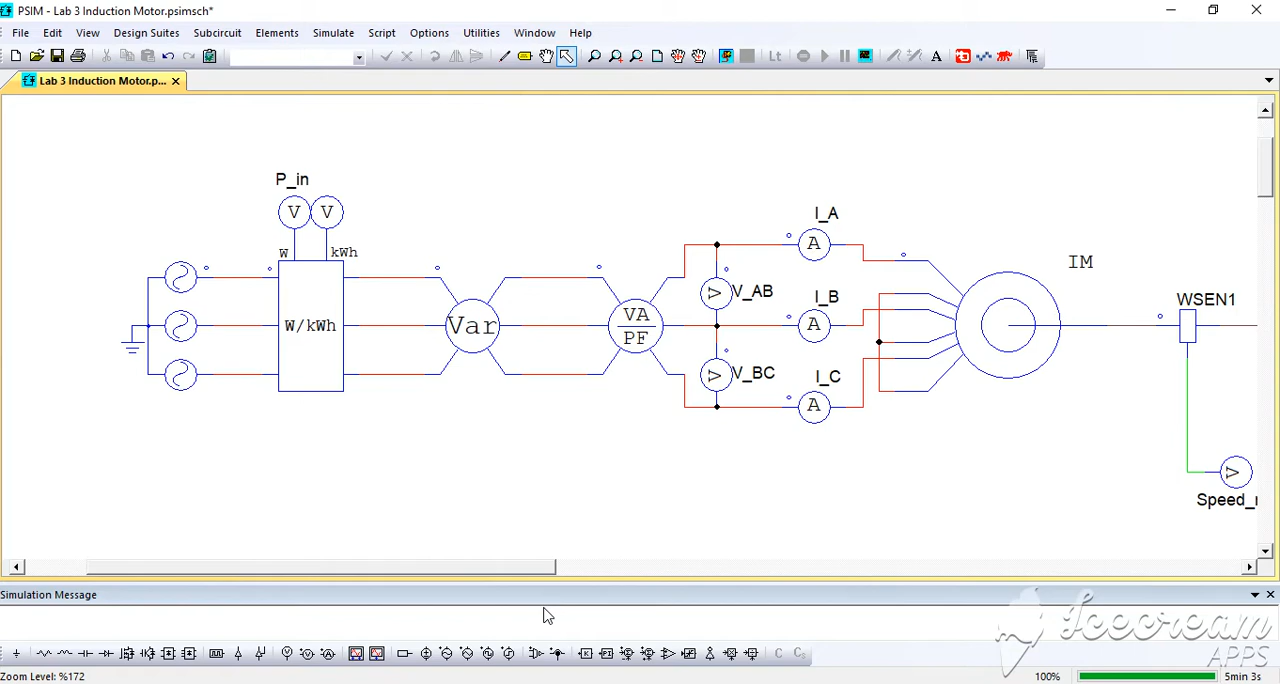 PSIM - Lab 3 Induction Motor.psimsch*
File Edit View Design Suites Subcircuit Elements Simulate Script Options Utilities Window Help
Lt A
Lab 3 Induction Motor.p...
P_in
V V
W kWh
W/kWh
Var
VA
PF
I_A
A
V_AB
I_B
A
V_BC
I_C
A
IM
WSEN1
V
Speed_r
Simulation Message
Icecream
APPS
Zoom Level: %172
100% 5min 3s